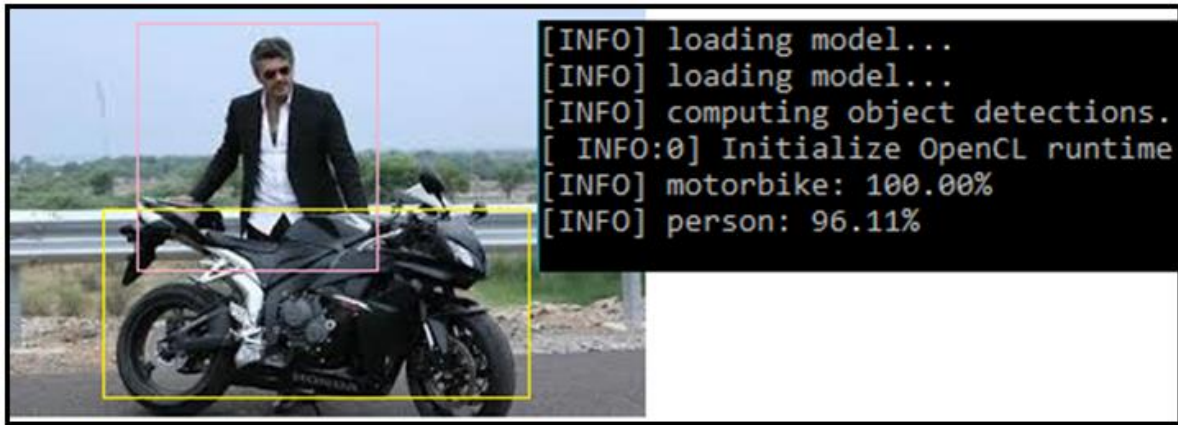 [INFO] loading model...
[INFO] loading model...
[INFO] computing object detections.
[ INFO:0] Initialize OpenCL runtime
[INFO] motorbike: 100.00%
[INFO] person: 96.11%
HONDA